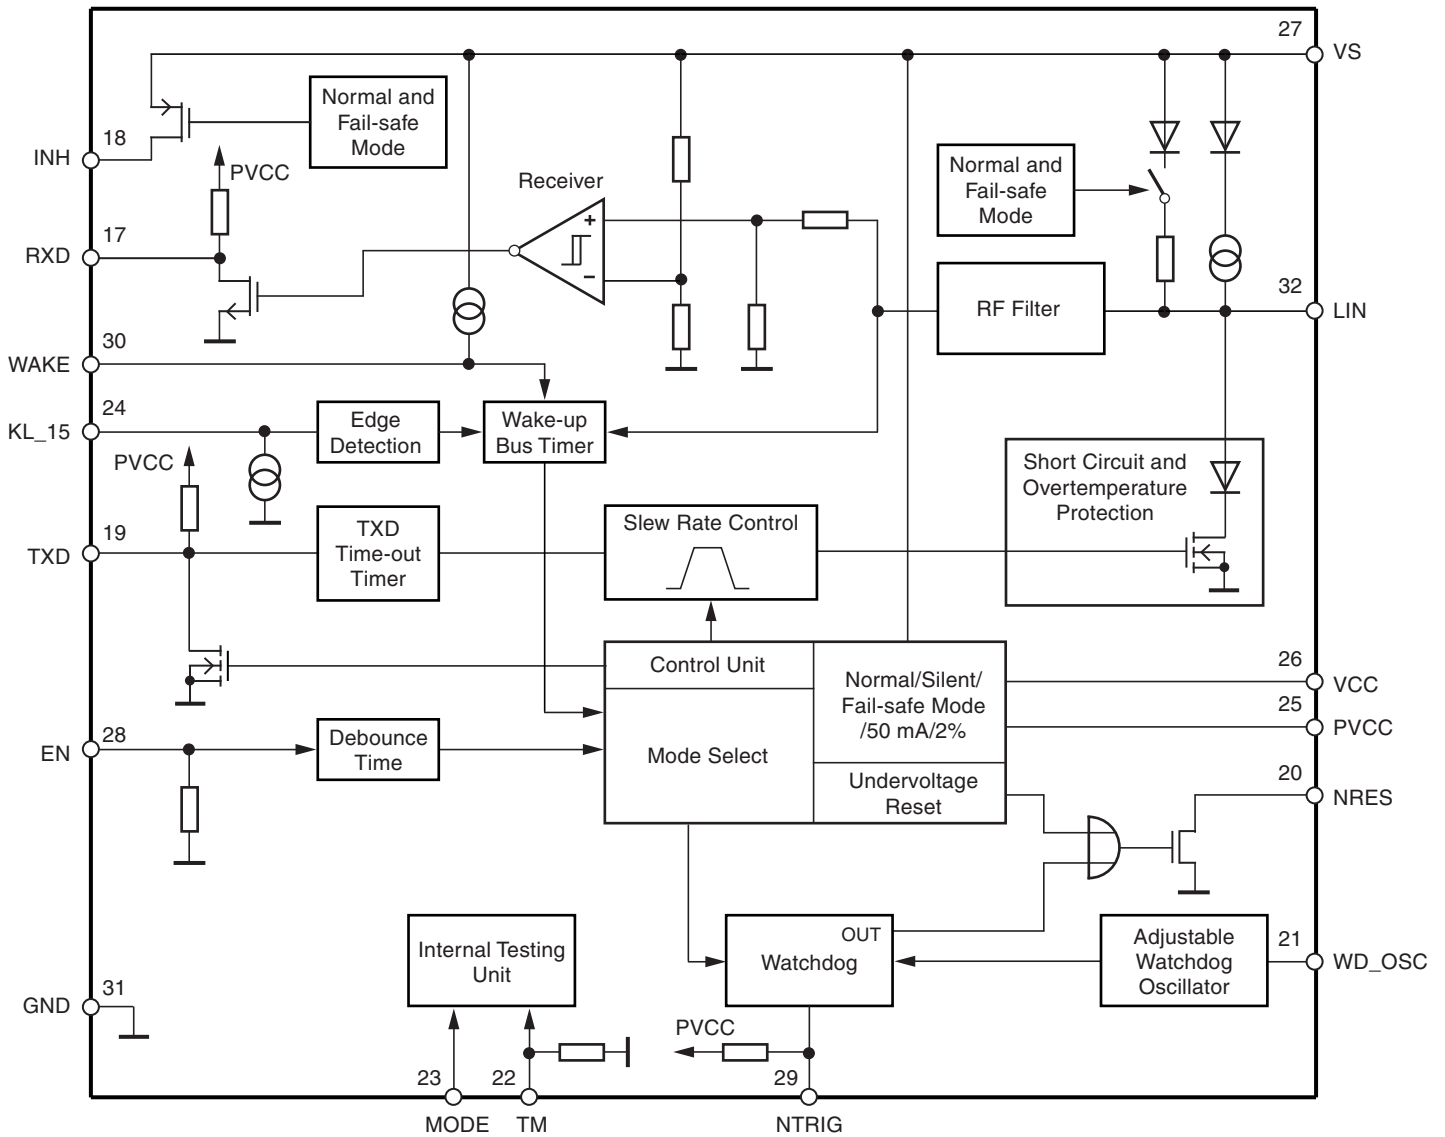 27
VS
Normal and
Fail-safe
Mode
18
INH
PVCC
Normal and
Fail-safe
Mode
Receiver
+
−
17
RXD
RF Filter
32
LIN
30
WAKE
24
KL_15
Edge
Detection
Wake-up
Bus Timer
PVCC
Short Circuit and
Overtemperature
Protection
19
TXD
TXD
Time-out
Timer
Slew Rate Control
Control Unit
Normal/Silent/
Fail-safe Mode
/50 mA/2%
26
VCC
25
PVCC
28
EN
Debounce
Time
Mode Select
Undervoltage
Reset
20
NRES
Internal Testing
Unit
OUT
Watchdog
Adjustable
Watchdog
Oscillator
21
WD_OSC
31
GND
PVCC
23
22
29
MODE
TM
NTRIG